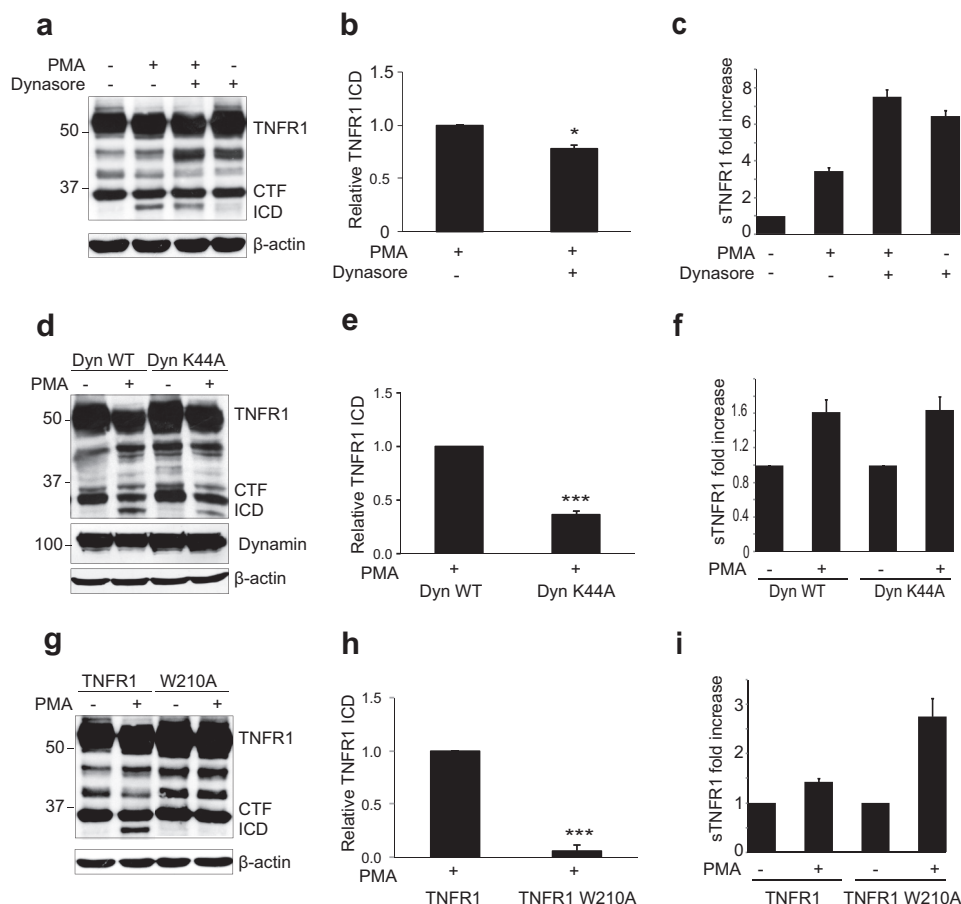 a
PMA - + + -
Dynasore - - + +
50
37
TNFR1
CTF
ICD
β-actin
b
Relative TNFR1 ICD
1.5
1.0
0.5
0
*
PMA + +
Dynasore - +
c
sTNFR1 fold increase
8
6
4
2
0
PMA - + + -
Dynasore - - + +
d
Dyn WT Dyn K44A
PMA - + - +
50
37
100
TNFR1
CTF
ICD
Dynamin
β-actin
e
Relative TNFR1 ICD
1.5
1.0
0.5
0.0
***
PMA + +
Dyn WT Dyn K44A
f
sTNFR1 fold increase
1.6
1.2
0.8
0.4
0
PMA - + - +
Dyn WT Dyn K44A
g
TNFR1 W210A
PMA - + - +
50
37
TNFR1
CTF
ICD
β-actin
h
Relative TNFR1 ICD
1.5
1.0
0.5
0.0
***
PMA + +
TNFR1 TNFR1 W210A
i
sTNFR1 fold increase
3
2
1
0
PMA - + - +
TNFR1 TNFR1 W210A